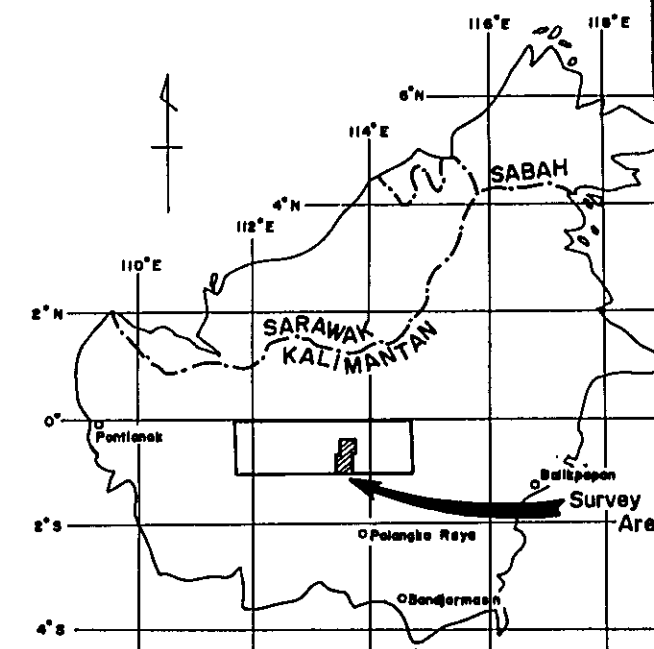 116°E
118°E
6°N
114°E
SABAH
4°N
112°E
110°E
2°N
SARAWAK
KALIMANTAN
0°
Pontianak
Balikpapan
Survey
Are
2°S
Palangka Raya
Bandjarmasin
4°S